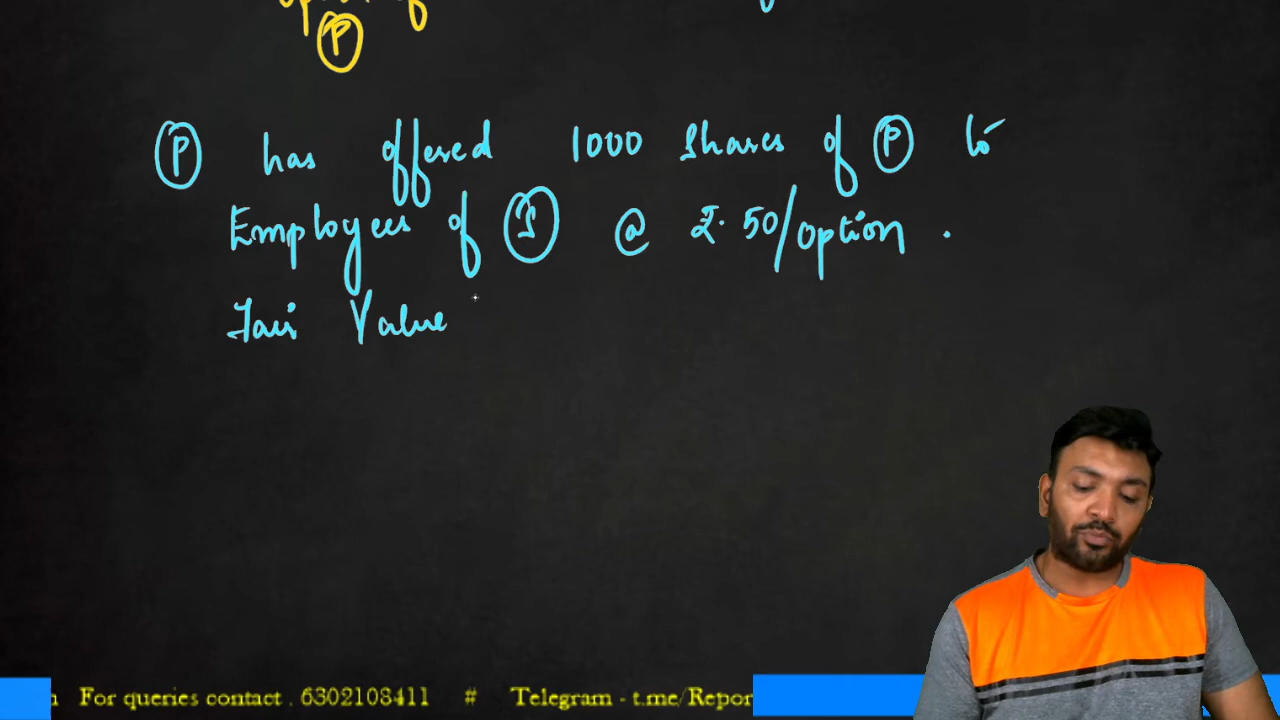 P
P has offered 1000 Shares of P to
Employees of S @ ₹. 50/option .
Fair Value
For queries contact . 6302108411 # Telegram - t.me/Repor